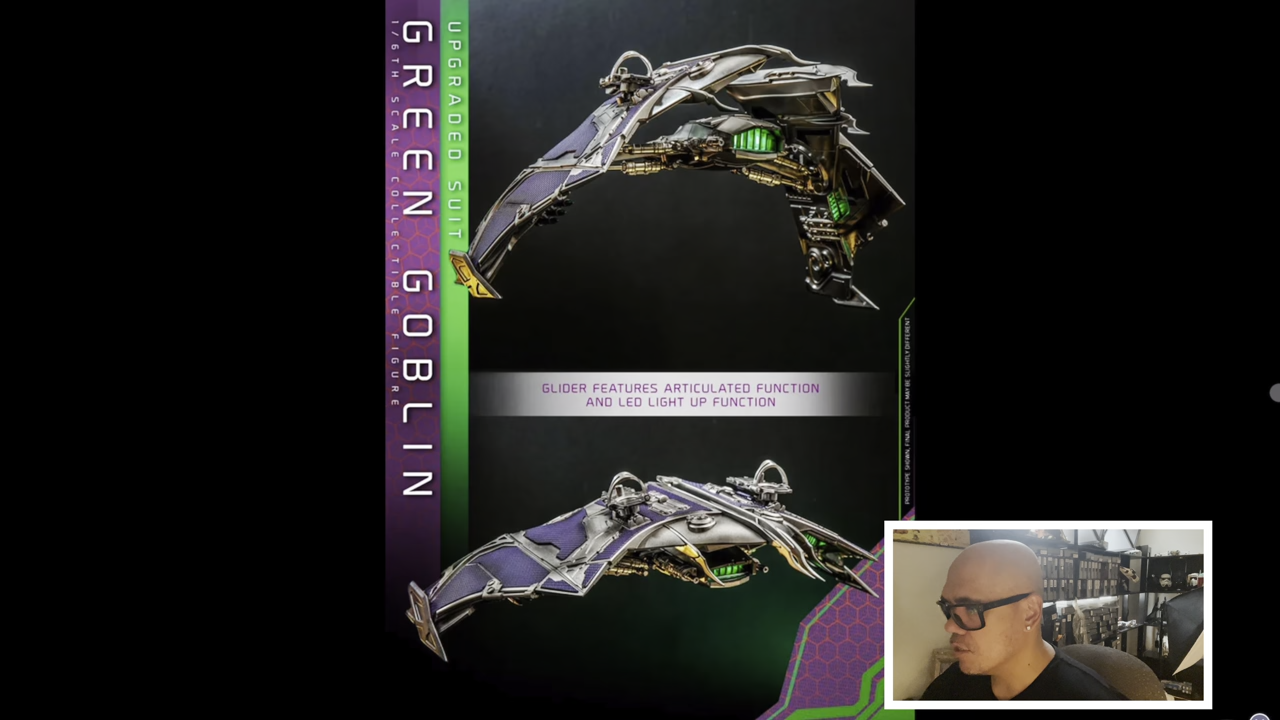 GREEN GOBLIN
1/6TH SCALE COLLECTIBLE FIGURE
UPGRADED SUIT
GLIDER FEATURES ARTICULATED FUNCTION
AND LED LIGHT UP FUNCTION
PROTOTYPE SHOWN, FINAL PRODUCT MAY BE SLIGHTLY DIFFERENT